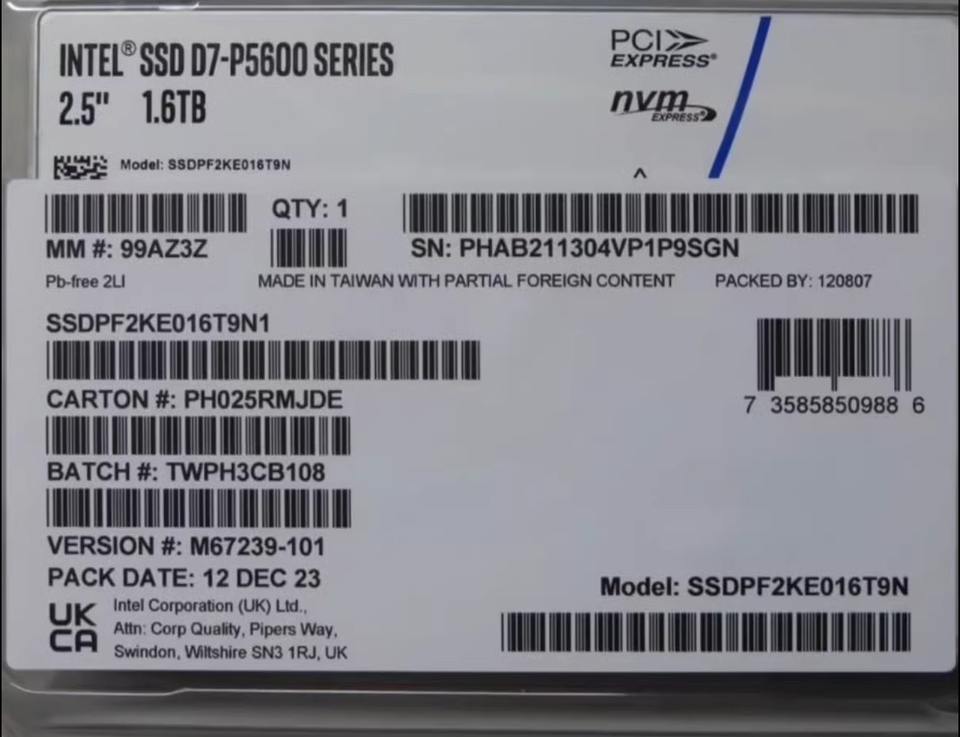 INTEL® SSD D7-P5600 SERIES
2.5" 1.6TB
PCI
EXPRESS®
nvm
EXPRESS®
Model: SSDPF2KE016T9N
QTY: 1
MM #: 99AZ3Z
SN: PHAB211304VP1P9SGN
Pb-free 2LI
MADE IN TAIWAN WITH PARTIAL FOREIGN CONTENT
PACKED BY: 120807
SSDPF2KE016T9N1
CARTON #: PH025RMJDE
7 3585850988 6
BATCH #: TWPH3CB108
VERSION #: M67239-101
PACK DATE: 12 DEC 23
Model: SSDPF2KE016T9N
UK
CA
Intel Corporation (UK) Ltd.,
Attn: Corp Quality, Pipers Way,
Swindon, Wiltshire SN3 1RJ, UK